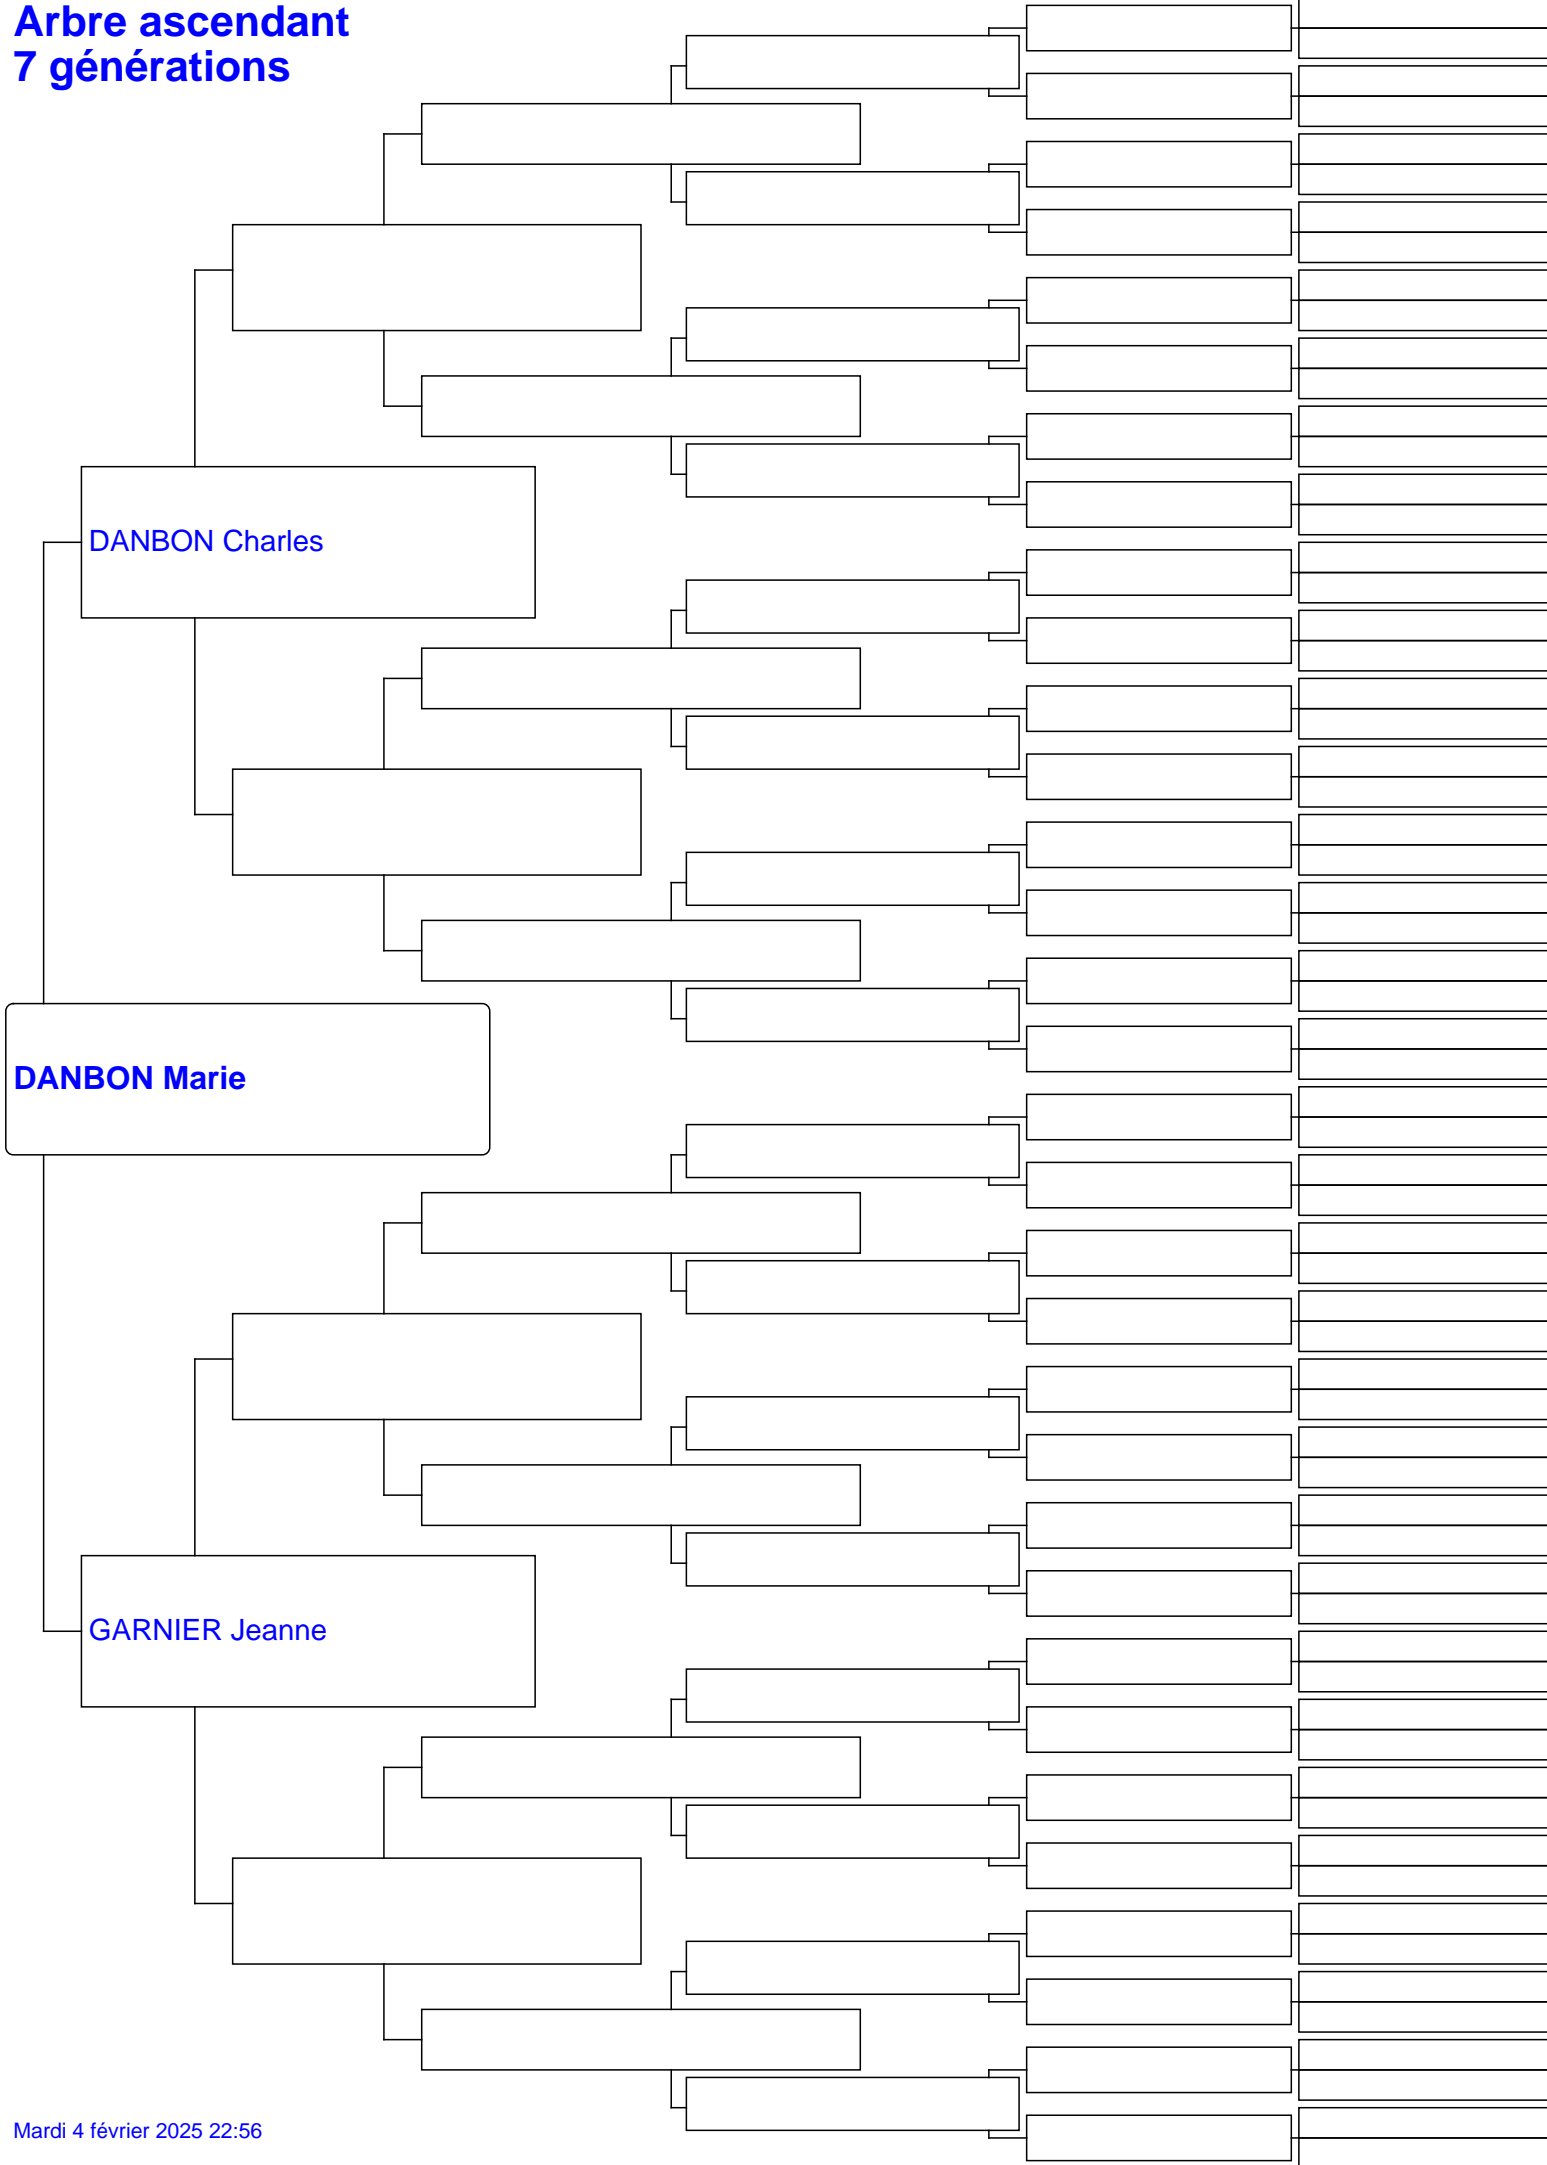 Arbre ascendant
7 générations
DANBON Charles
DANBON Marie
GARNIER Jeanne
Mardi 4 février 2025 22:56